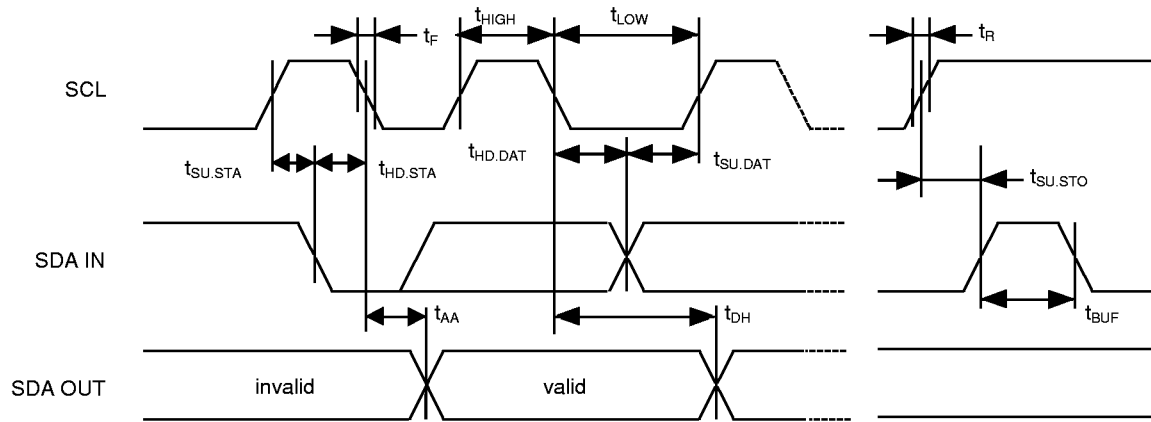 tF
tHIGH
tLOW
tR
SCL
tSU.STA
tHD.STA
tHD.DAT
tSU.DAT
tSU.STO
SDA IN
tAA
tDH
tBUF
SDA OUT
invalid
valid